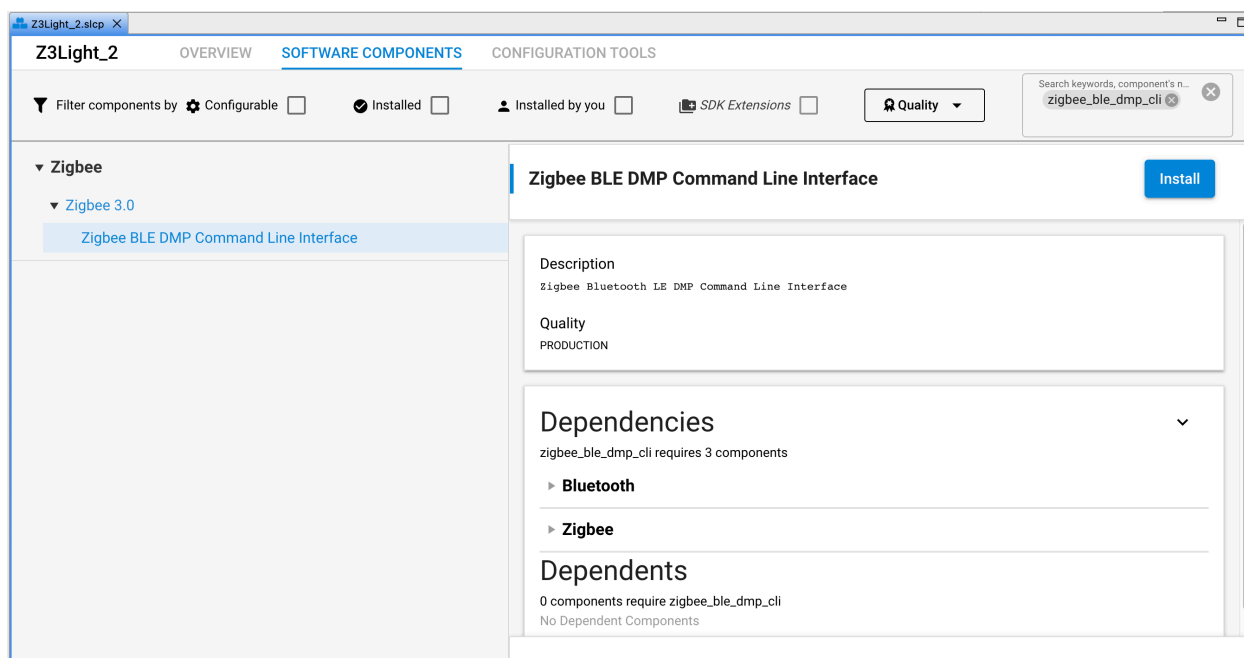 Z3Light_2.slcp
Z3Light_2 OVERVIEW SOFTWARE COMPONENTS CONFIGURATION TOOLS
Filter components by Configurable Installed Installed by you SDK Extensions Quality
Search keywords, component's n...
zigbee_ble_dmp_cli
Zigbee
Zigbee 3.0
Zigbee BLE DMP Command Line Interface
Zigbee BLE DMP Command Line Interface
Install
Description
Zigbee Bluetooth LE DMP Command Line Interface
Quality
PRODUCTION
Dependencies
zigbee_ble_dmp_cli requires 3 components
Bluetooth
Zigbee
Dependents
0 components require zigbee_ble_dmp_cli
No Dependent Components